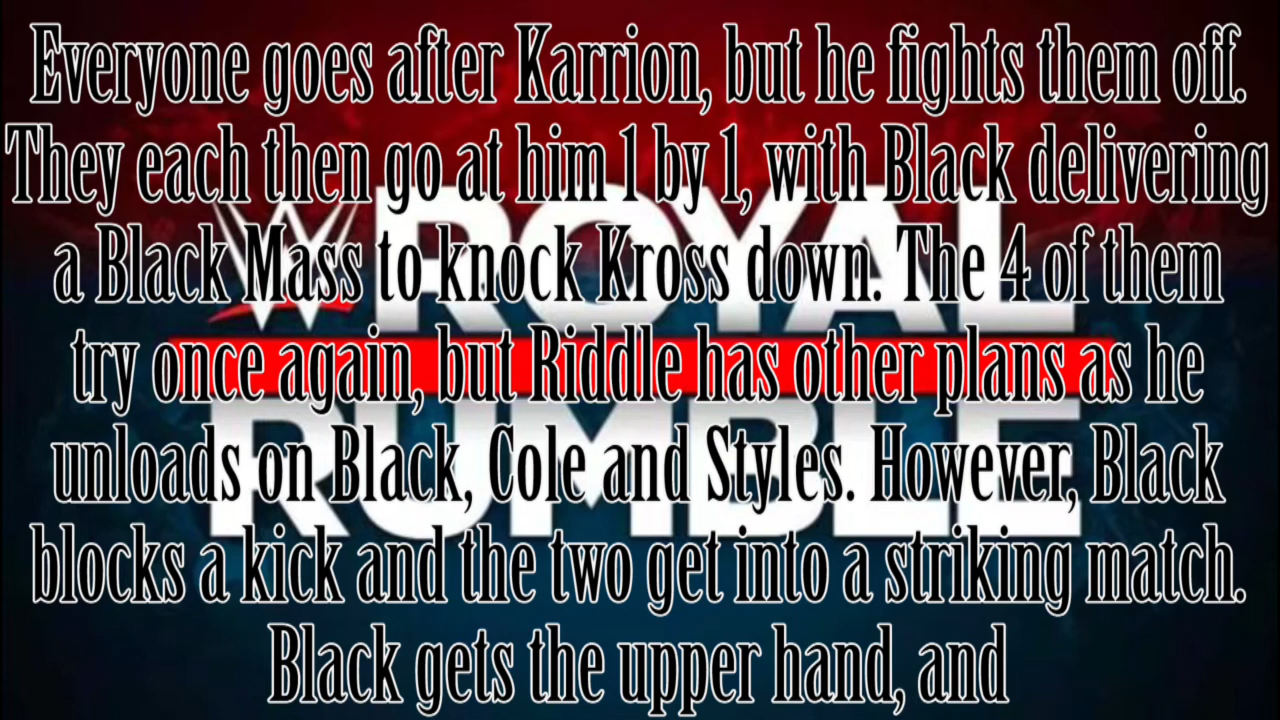 Everyone goes after Karrion, but he fights them off.
They each then go at him 1 by 1, with Black delivering
a Black Mass to knock Kross down. The 4 of them
try once again, but Riddle has other plans as he
unloads on Black, Cole and Styles. However, Black
blocks a kick and the two get into a striking match.
Black gets the upper hand, and
W ROYAL
RUMBLE